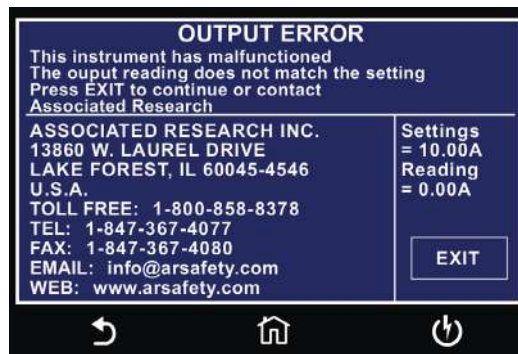 OUTPUT ERROR
This instrument has malfunctioned
The ouput reading does not match the setting
Press EXIT to continue or contact
Associated Research
ASSOCIATED RESEARCH INC.
13860 W. LAUREL DRIVE
LAKE FOREST, IL 60045-4546
U.S.A.
TOLL FREE: 1-800-858-8378
TEL: 1-847-367-4077
FAX: 1-847-367-4080
EMAIL: info@arsafety.com
WEB: www.arsafety.com
Settings
= 10.00A
Reading
= 0.00A
EXIT